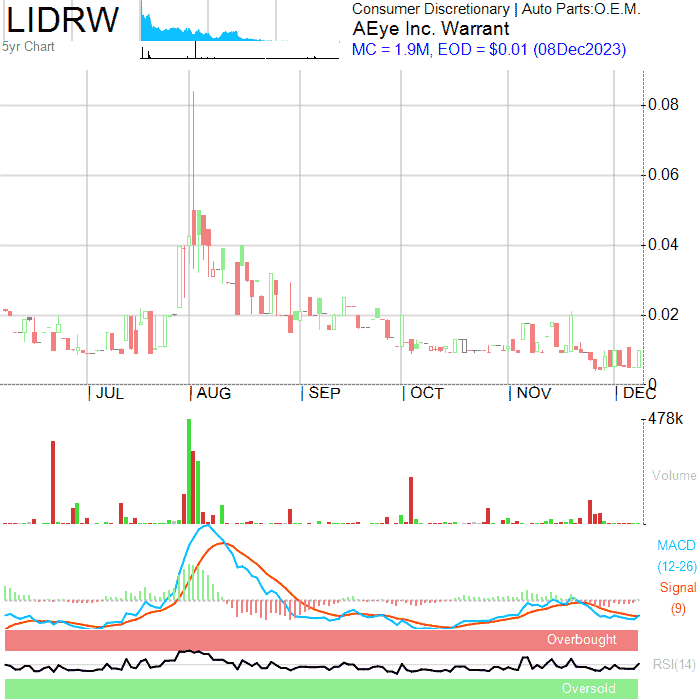 LIDRW
5yr Chart
Consumer Discretionary | Auto Parts:O.E.M.
AEye Inc. Warrant
MC = 1.9M, EOD = $0.01 (08Dec2023)
0.08
0.06
0.04
0.02
0
JUL AUG SEP OCT NOV DEC
478k
Volume
MACD
(12-26)
Signal
(9)
Overbought
RSI(14)
Oversold